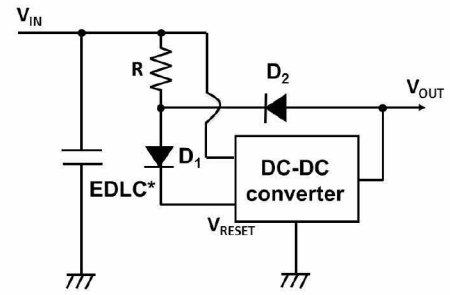 VIN
R
D2
VOUT
D1
DC-DC
converter
EDLC*
VRESET